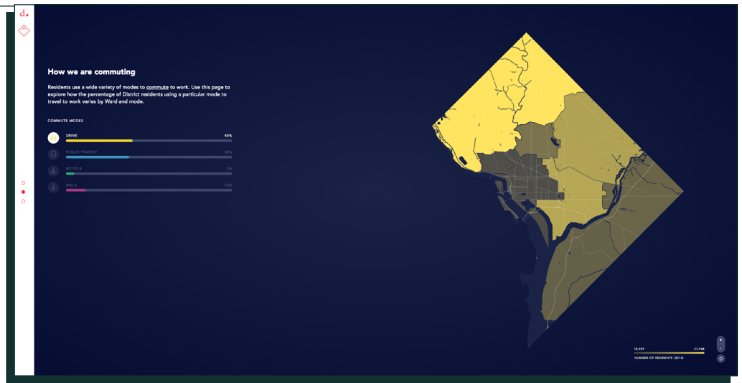 d.
How we are commuting
Residents use a wide variety of modes to commute to work. Use this page to
explore how the percentage of District residents using a particular mode to
travel to work varies by Ward and mode.
COMMUTE MODES
DRIVE
PUBLIC TRANSIT
BICYCLE
WALK
NUMBER OF RESIDENTS